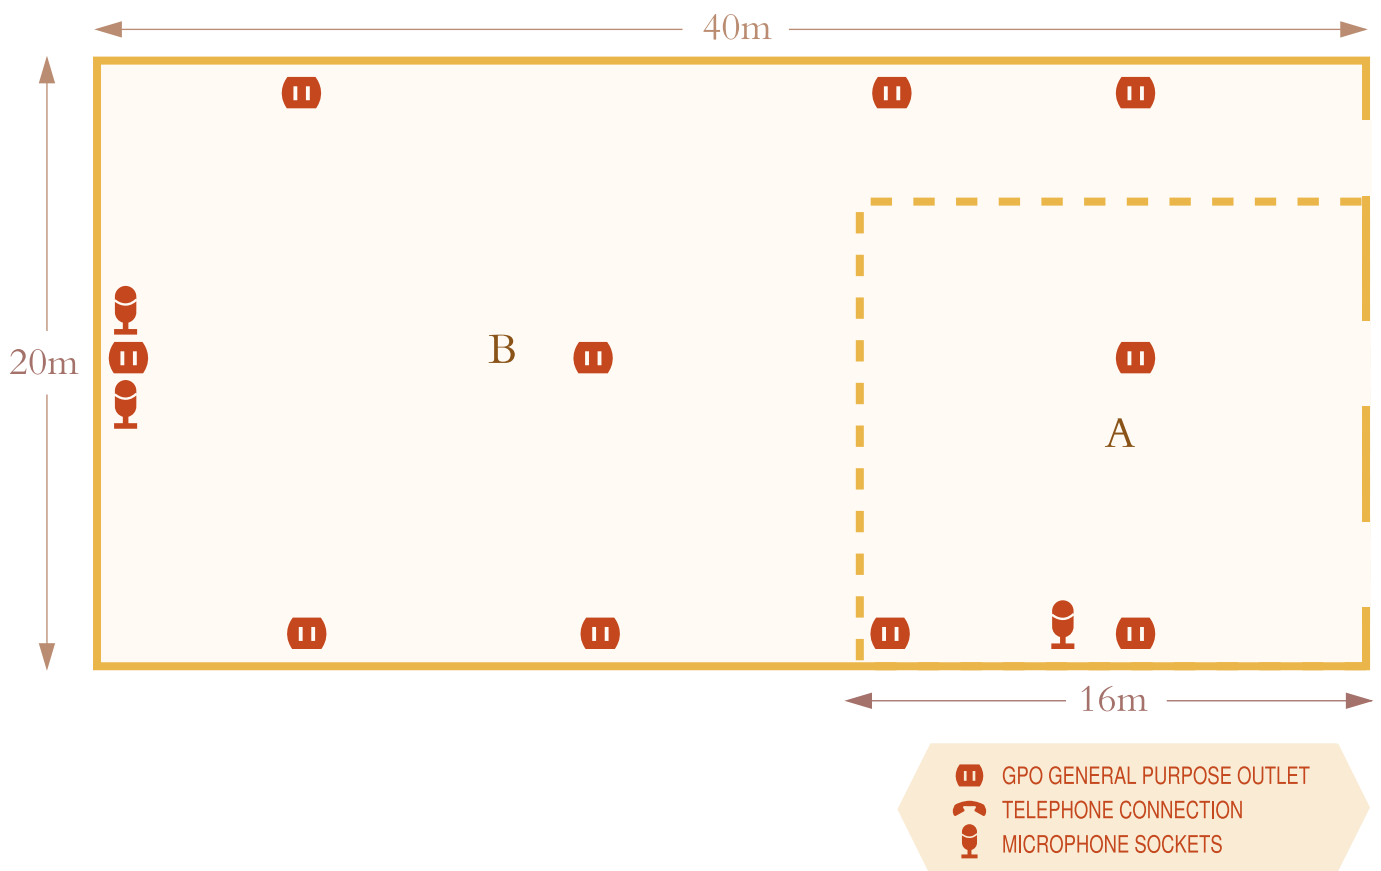 40m
20m
B
A
16m
GPO GENERAL PURPOSE OUTLET
TELEPHONE CONNECTION
MICROPHONE SOCKETS